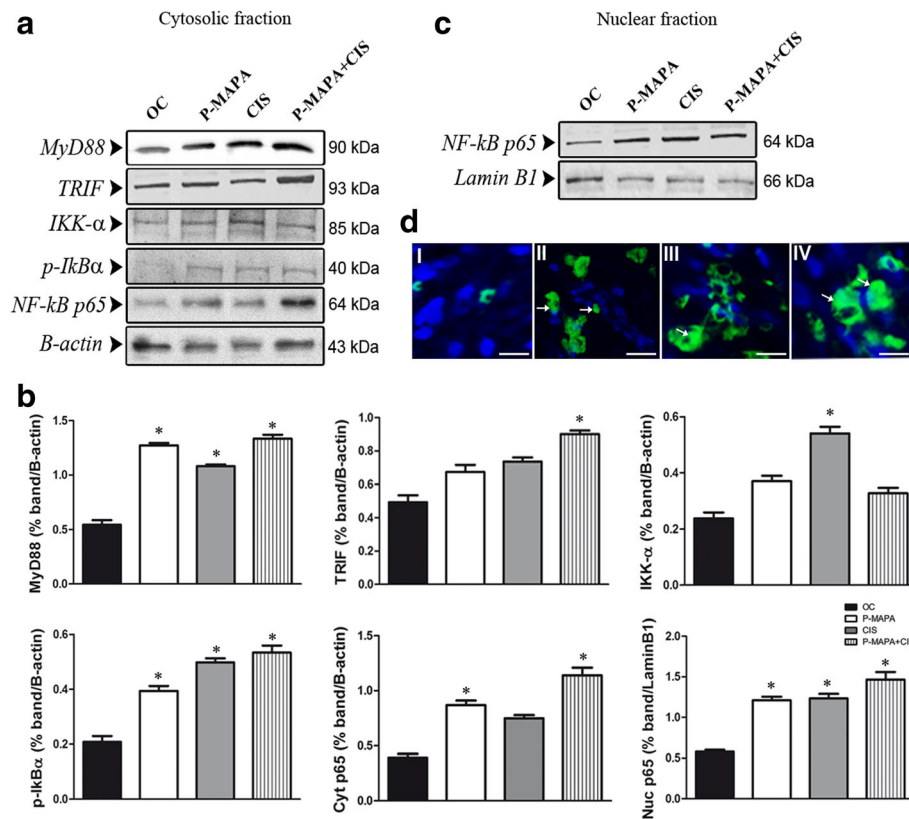 a
Cytosolic fraction
OC P-MAPA CIS P-MAPA+CIS
MyD88 90 kDa
TRIF 93 kDa
IKK-α 85 kDa
p-IkBα 40 kDa
NF-kB p65 64 kDa
B-actin 43 kDa
c
Nuclear fraction
OC P-MAPA CIS P-MAPA+CIS
NF-kB p65 64 kDa
Lamin B1 66 kDa
d
I II III IV
b
MyD88 (% band/B-actin)
1.5
1.0
0.5
0.0
* * *
TRIF (% band/B-actin)
1.0
0.8
0.6
0.4
0.2
0.0
*
IKK-α (% band/B-actin)
0.6
0.4
0.2
0.0
*
p-IkBα (% band/B-actin)
0.6
0.4
0.2
0.0
* * *
Cyt p65 (% band/B-actin)
1.5
1.0
0.5
0.0
* *
Nuc p65 (% band/LaminB1)
2.0
1.5
1.0
0.5
0.0
* * *
OC
P-MAPA
CIS
P-MAPA+CI